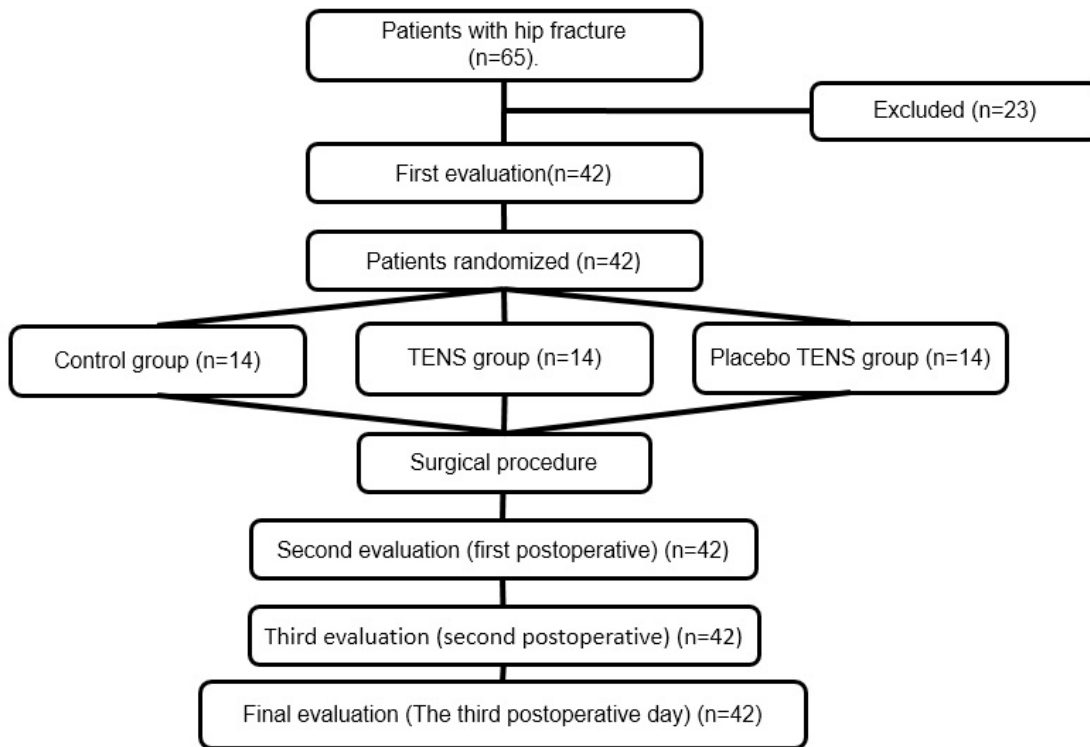 Patients with hip fracture
(n=65).
Excluded (n=23)
First evaluation(n=42)
Patients randomized (n=42)
Control group (n=14)
TENS group (n=14)
Placebo TENS group (n=14)
Surgical procedure
Second evaluation (first postoperative) (n=42)
Third evaluation (second postoperative) (n=42)
Final evaluation (The third postoperative day) (n=42)